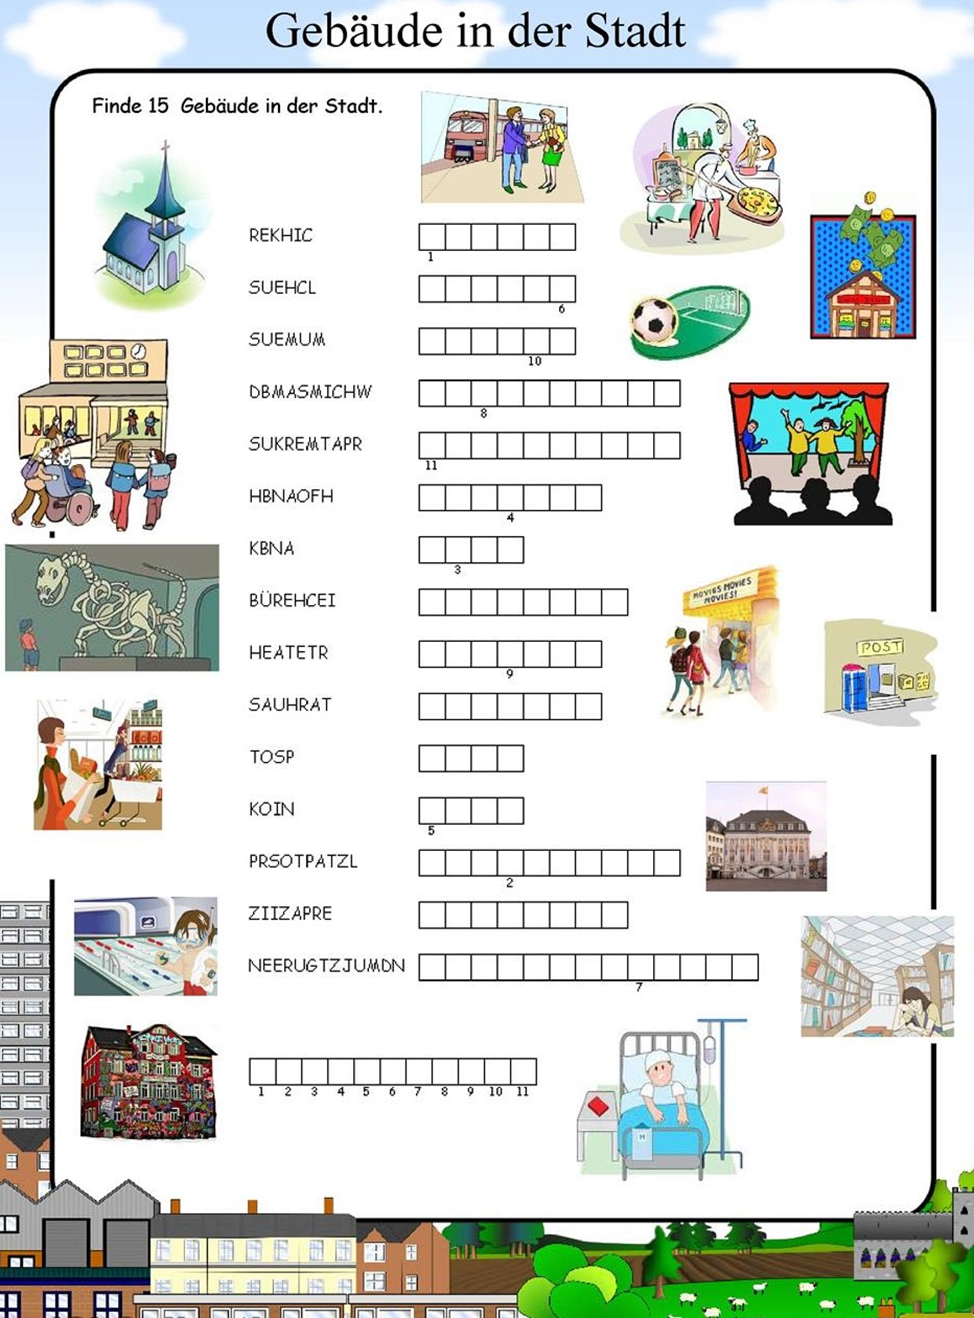 Gebäude in der Stadt
Finde 15 Gebäude in der Stadt.
REKHIC
1
SUEHCL
6
SUEMUM
10
DBMASMICHW
8
SUKREMTAPR
11
HBNAOFH
4
KBNA
3
BÜREHCEI
MOVIES MOVIES
MOVIES!
POST
HEATETR
9
SAUHRAT
TOSP
KOIN
5
PRSOTPATZL
2
ZIIZAPRE
NEERUGTZJUMDN
7
1 2 3 4 5 6 7 8 9 10 11